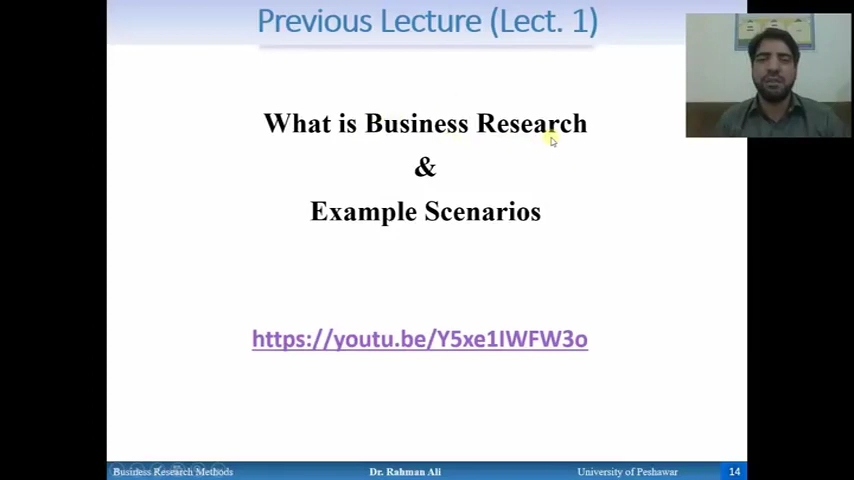 Previous Lecture (Lect. 1)
What is Business Research
&
Example Scenarios
https://youtu.be/Y5xe1IWFW3o
Business Research Methods Dr. Rahman Ali University of Peshawar 14